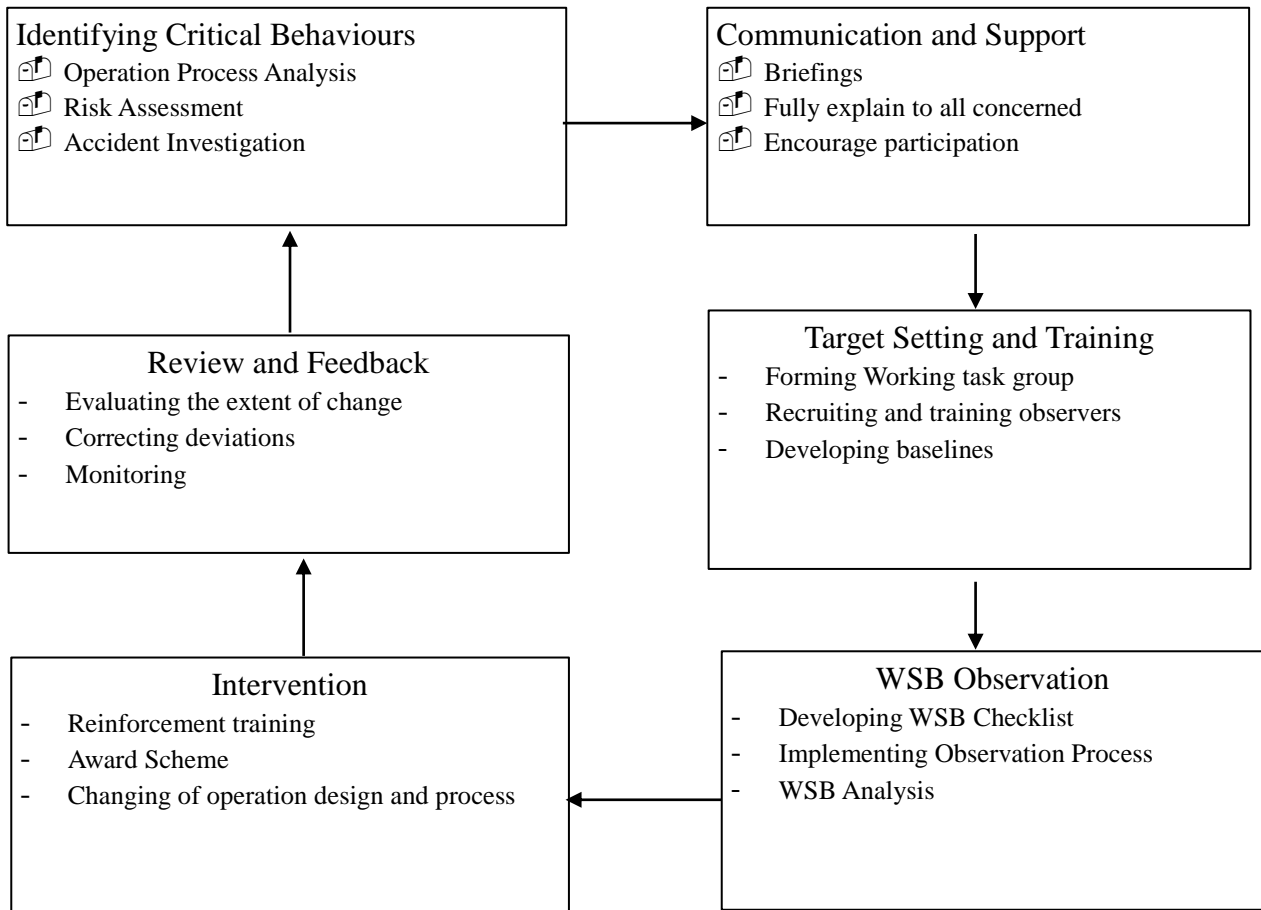 Identifying Critical Behaviours
Operation Process Analysis
Risk Assessment
Accident Investigation
Communication and Support
Briefings
Fully explain to all concerned
Encourage participation
Target Setting and Training
- Forming Working task group
- Recruiting and training observers
- Developing baselines
WSB Observation
- Developing WSB Checklist
- Implementing Observation Process
- WSB Analysis
Intervention
- Reinforcement training
- Award Scheme
- Changing of operation design and process
Review and Feedback
- Evaluating the extent of change
- Correcting deviations
- Monitoring